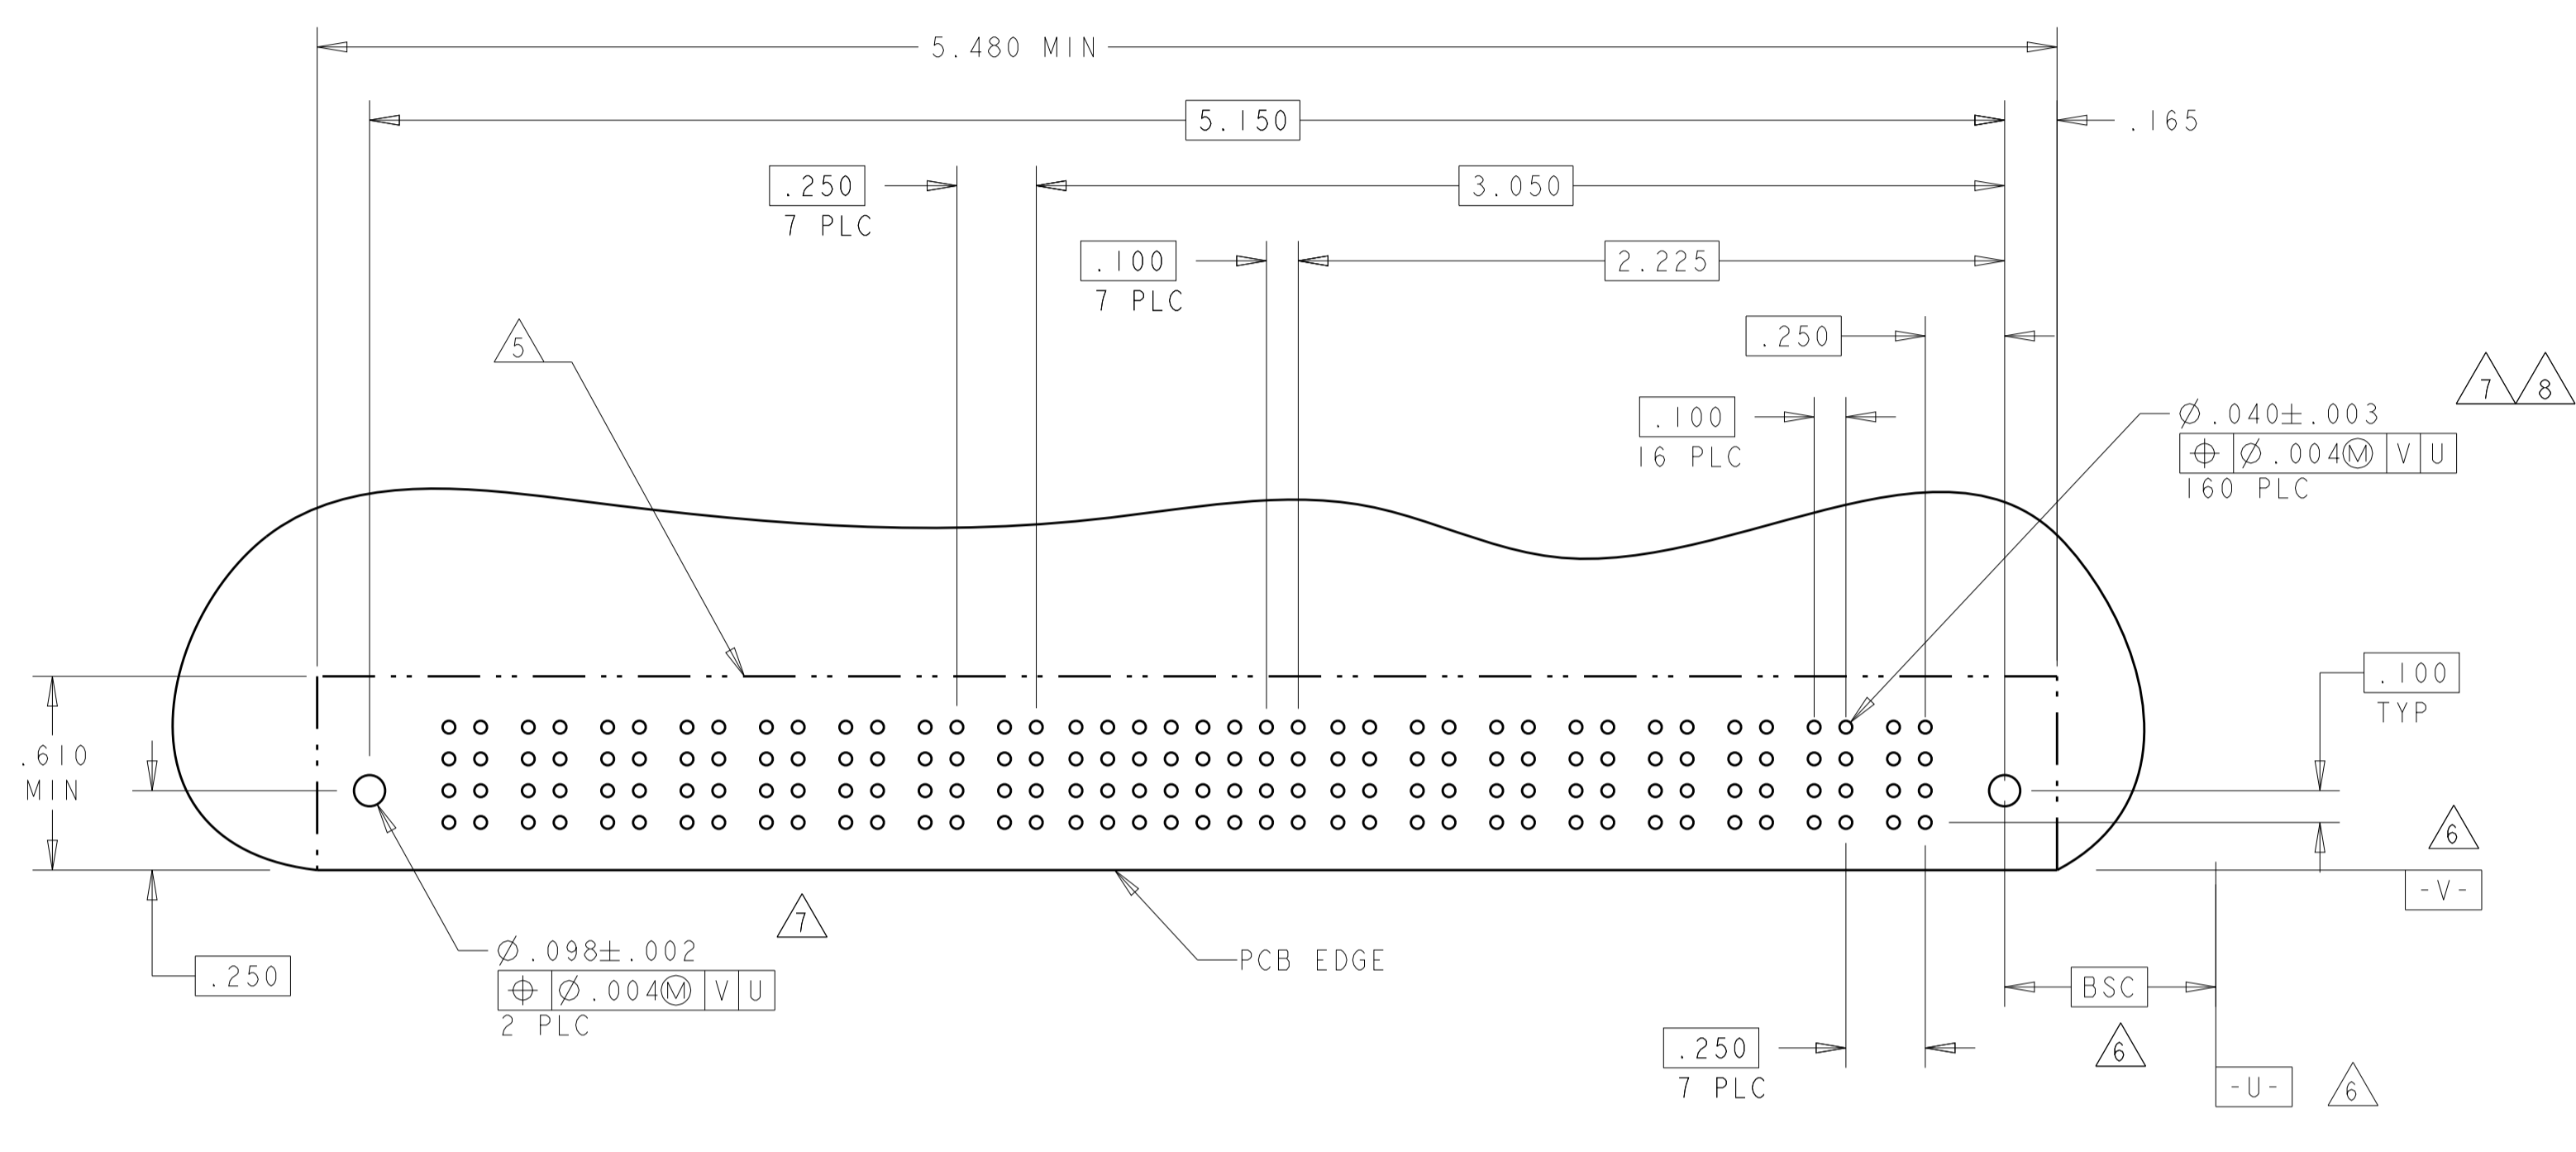 5.480 MIN
5.150
.165
.250
7 PLC
3.050
.100
7 PLC
2.225
.250
5
.100
16 PLC
7 8
⌀.040±.003
⌖ ⌀.004Ⓜ V U
160 PLC
.100
TYP
.610
MIN
6
-V-
7
⌀.098±.002
⌖ ⌀.004Ⓜ V U
2 PLC
PCB EDGE
.250
BSC
6
.250
7 PLC
-U-
6